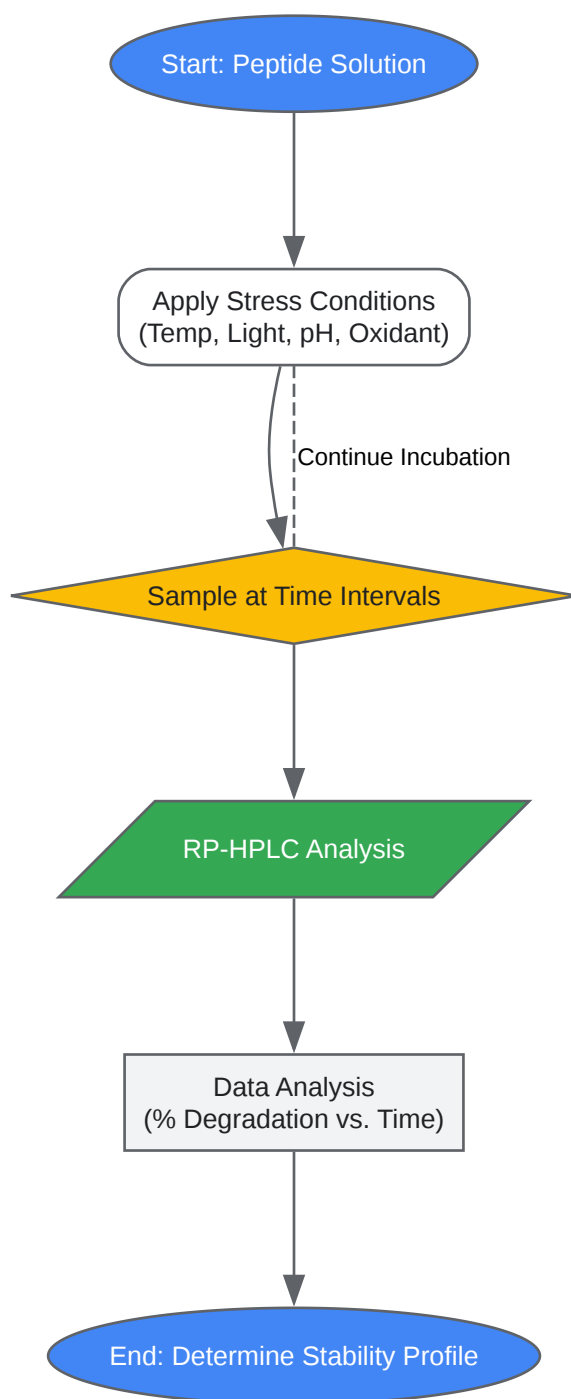 Start: Peptide Solution
Apply Stress Conditions
(Temp, Light, pH, Oxidant)
Continue Incubation
Sample at Time Intervals
RP-HPLC Analysis
Data Analysis
(% Degradation vs. Time)
End: Determine Stability Profile